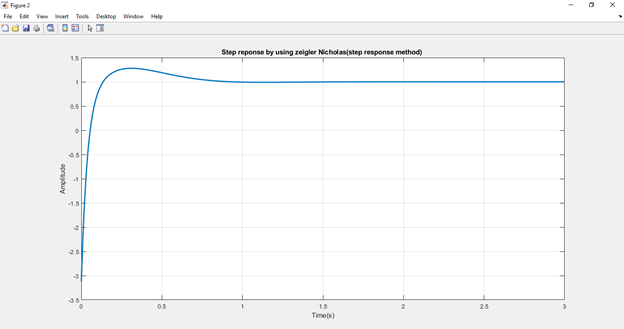 Figure 2
File Edit View Insert Tools Desktop Window Help
Step reponse by using zeigler Nicholas(step response method)
1.5
1
0.5
0
-0.5
-1
-1.5
-2
-2.5
-3
-3.5
Amplitude
0 0.5 1 1.5 2 2.5 3
Time(s)